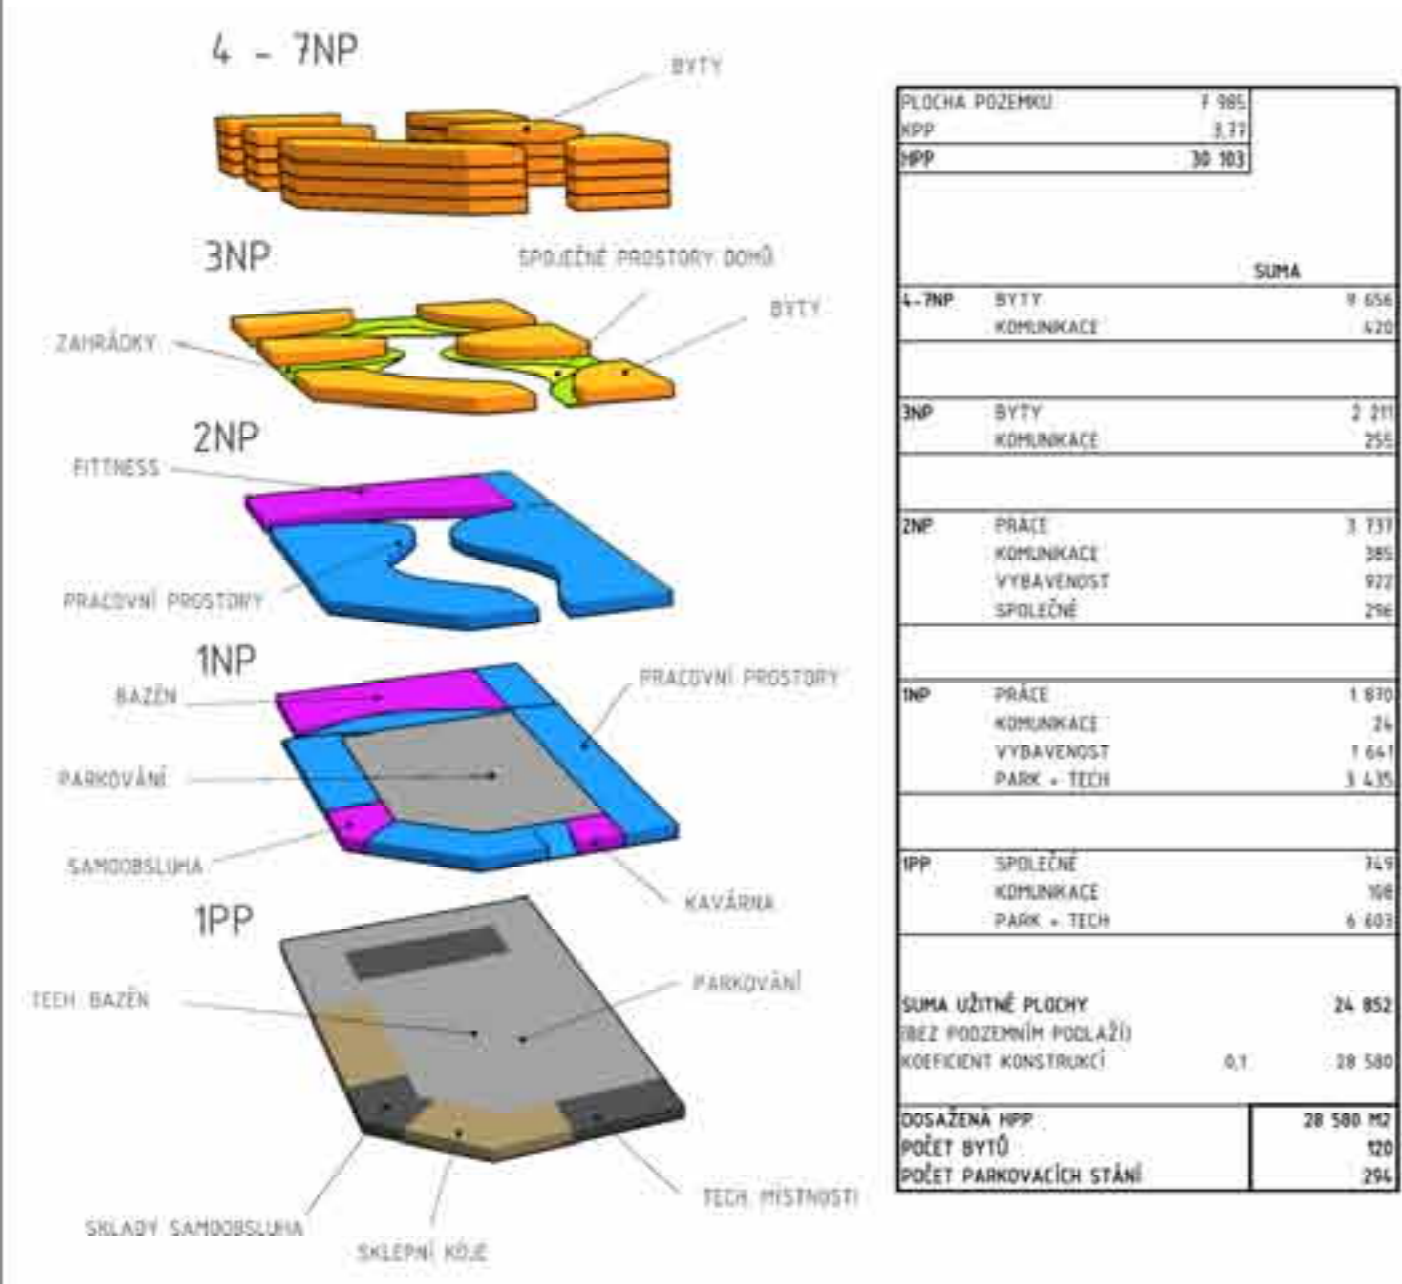 4 - 7NP
BYTY
3NP
SPOJEČNÉ PROSTORY DOMŮ
BYTY
ZAHRÁDKY
2NP
FITTNESS
PRACOVNÍ PROSTORY
1NP
BAZÉN
PRACOVNÍ PROSTORY
PARKOVÁNÍ
SAMOOBSLUHA
KAVÁRNA
1PP
TECH BAZÉN
PARKOVÁNÍ
TECH MÍSTNOSTI
SKLADY SAMOOBSLUHA
SKLEPNÍ KÓJE
PLOCHA POZEMKU 7 985
KPP 3,77
HPP 30 103
SUMA
4-7NP BYTY 9 656
KOMUNIKACE 420
3NP BYTY 2 211
KOMUNIKACE 255
2NP PRÁCE 3 737
KOMUNIKACE 385
VYBAVENOST 922
SPOLEČNÉ 296
1NP PRÁCE 1 870
KOMUNIKACE 24
VYBAVENOST 1 641
PARK + TECH 3 435
1PP SPOLEČNÉ 749
KOMUNIKACE 108
PARK + TECH 6 603
SUMA UŽITNÉ PLOCHY 24 852
(BEZ PODZEMNÍM PODLAŽÍ)
KOEFICIENT KONSTRUKCÍ 0,1 28 580
DOSAŽENÁ HPP 28 580 M2
POČET BYTŮ 120
POČET PARKOVACÍCH STÁNÍ 294